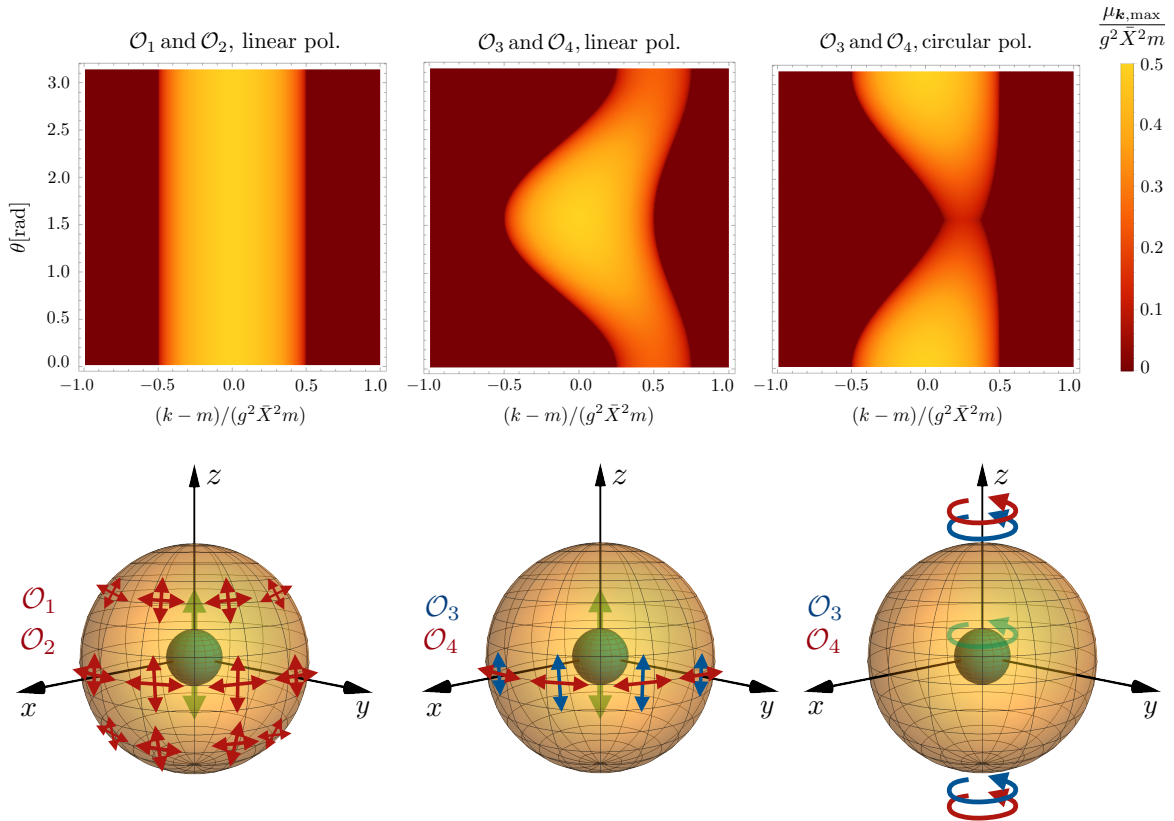 𝒪₁ and 𝒪₂, linear pol.
𝒪₃ and 𝒪₄, linear pol.
𝒪₃ and 𝒪₄, circular pol.
μ_{k,max}
g²X̄²m
θ[rad]
3.0
2.5
2.0
1.5
1.0
0.5
0.0
−1.0 −0.5 0.0 0.5 1.0
(k − m)/(g²X̄²m)
−1.0 −0.5 0.0 0.5 1.0
(k − m)/(g²X̄²m)
−1.0 −0.5 0.0 0.5 1.0
(k − m)/(g²X̄²m)
0.5
0.4
0.3
0.2
0.1
0
z
𝒪₁
𝒪₂
x
y
z
𝒪₃
𝒪₄
x
y
z
𝒪₃
𝒪₄
x
y